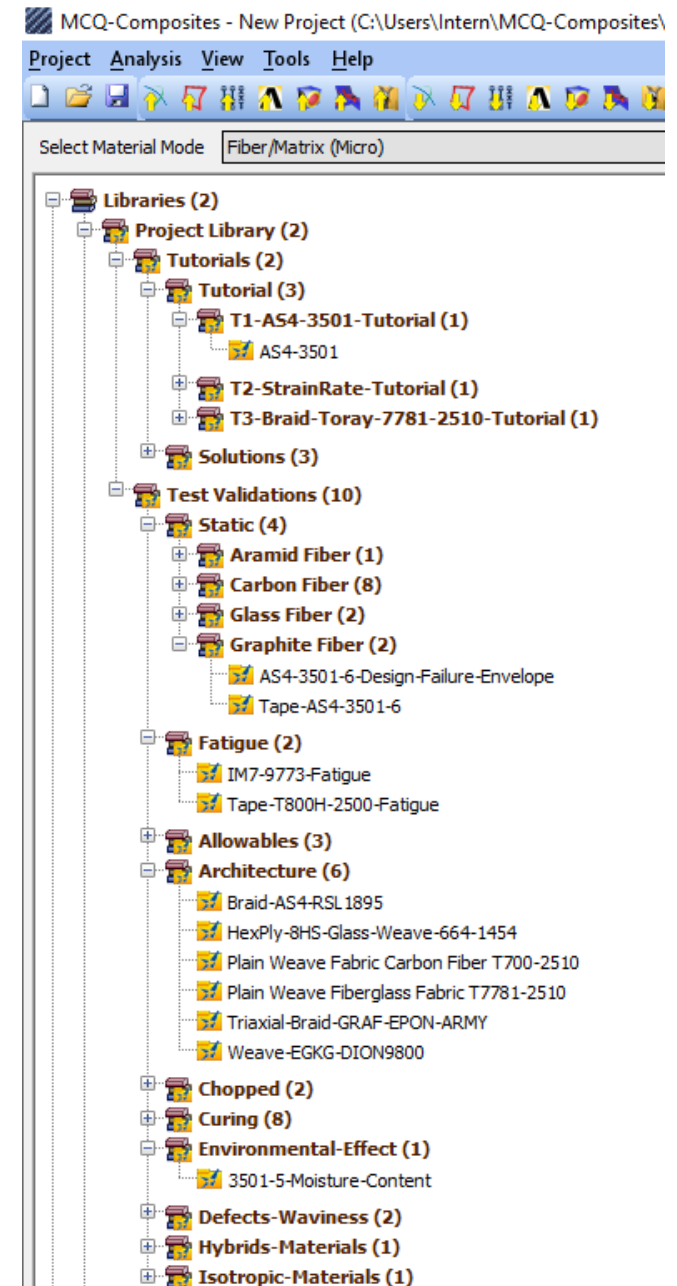 MCQ-Composites - New Project (C:\Users\Intern\MCQ-Composites\
Project Analysis View Tools Help
Select Material Mode Fiber/Matrix (Micro)
Libraries (2)
Project Library (2)
Tutorials (2)
Tutorial (3)
T1-AS4-3501-Tutorial (1)
AS4-3501
T2-StrainRate-Tutorial (1)
T3-Braid-Toray-7781-2510-Tutorial (1)
Solutions (3)
Test Validations (10)
Static (4)
Aramid Fiber (1)
Carbon Fiber (8)
Glass Fiber (2)
Graphite Fiber (2)
AS4-3501-6-Design-Failure-Envelope
Tape-AS4-3501-6
Fatigue (2)
IM7-9773-Fatigue
Tape-T800H-2500-Fatigue
Allowables (3)
Architecture (6)
Braid-AS4-RSL1895
HexPly-8HS-Glass-Weave-664-1454
Plain Weave Fabric Carbon Fiber T700-2510
Plain Weave Fiberglass Fabric T7781-2510
Triaxial-Braid-GRAF-EPON-ARMY
Weave-EGKG-DION9800
Chopped (2)
Curing (8)
Environmental-Effect (1)
3501-5-Moisture-Content
Defects-Waviness (2)
Hybrids-Materials (1)
Isotropic-Materials (1)